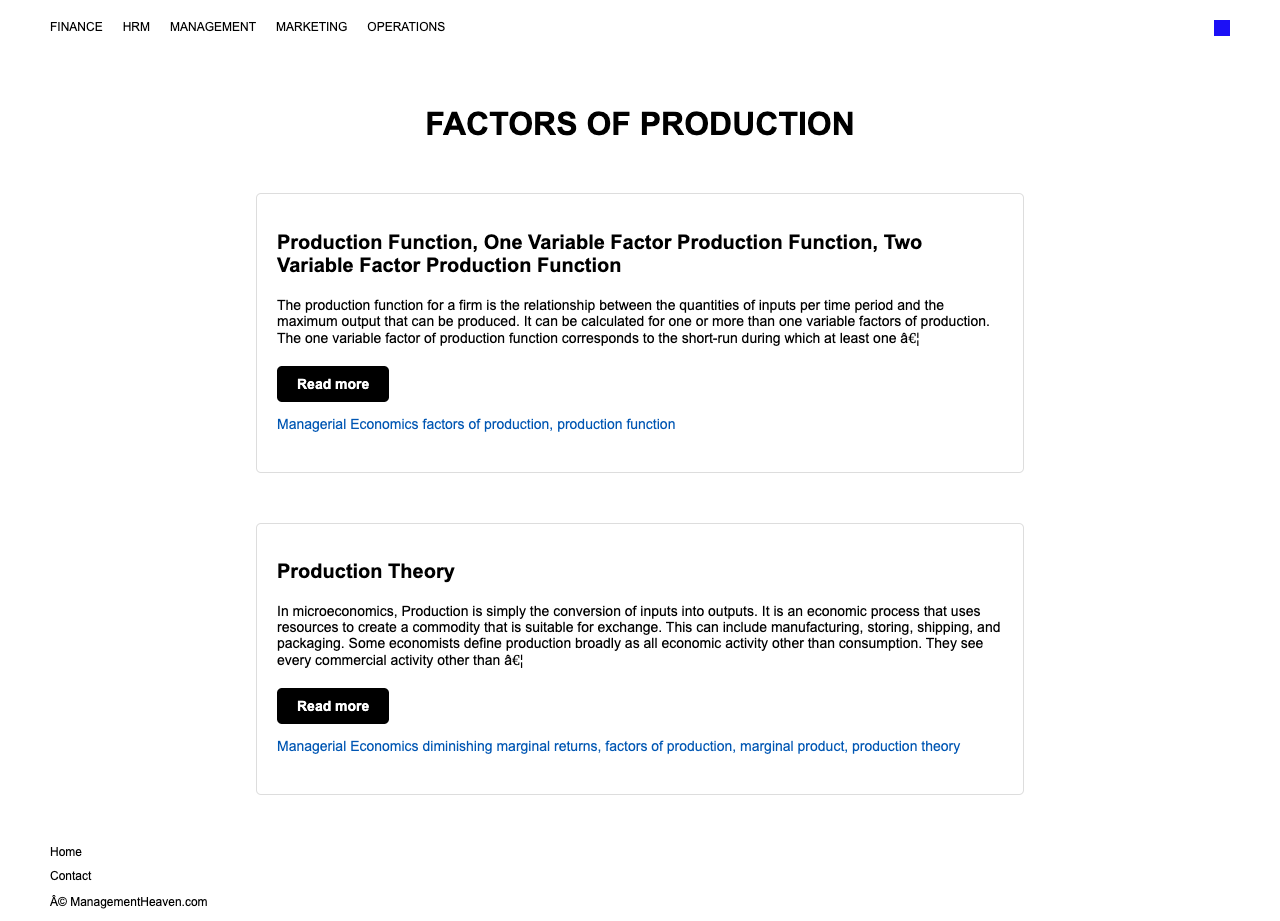 FINANCE HRM MANAGEMENT MARKETING OPERATIONS
FACTORS OF PRODUCTION
Production Function, One Variable Factor Production Function, Two
Variable Factor Production Function
The production function for a firm is the relationship between the quantities of inputs per time period and the
maximum output that can be produced. It can be calculated for one or more than one variable factors of production.
The one variable factor of production function corresponds to the short-run during which at least one â€¦
Read more
Managerial Economics factors of production, production function
Production Theory
In microeconomics, Production is simply the conversion of inputs into outputs. It is an economic process that uses
resources to create a commodity that is suitable for exchange. This can include manufacturing, storing, shipping, and
packaging. Some economists define production broadly as all economic activity other than consumption. They see
every commercial activity other than â€¦
Read more
Managerial Economics diminishing marginal returns, factors of production, marginal product, production theory
Home
Contact
Â© ManagementHeaven.com